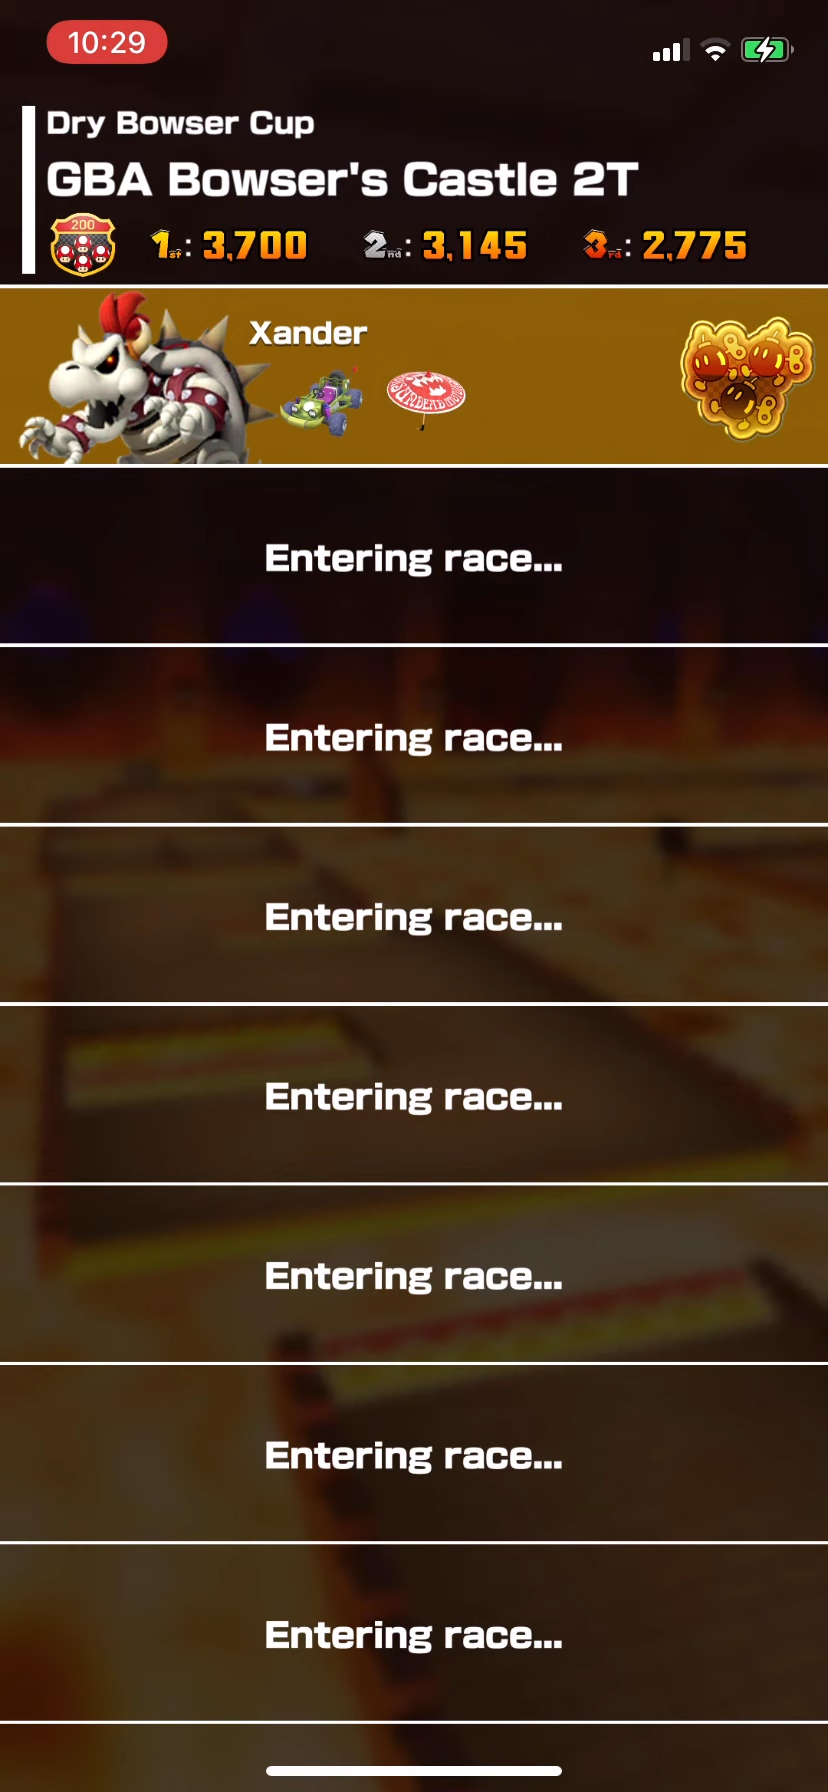 10:29
Dry Bowser Cup
GBA Bowser's Castle 2T
200 1st: 3,700 2nd: 3,145 3rd: 2,775
Xander
Entering race...
Entering race...
Entering race...
Entering race...
Entering race...
Entering race...
Entering race...